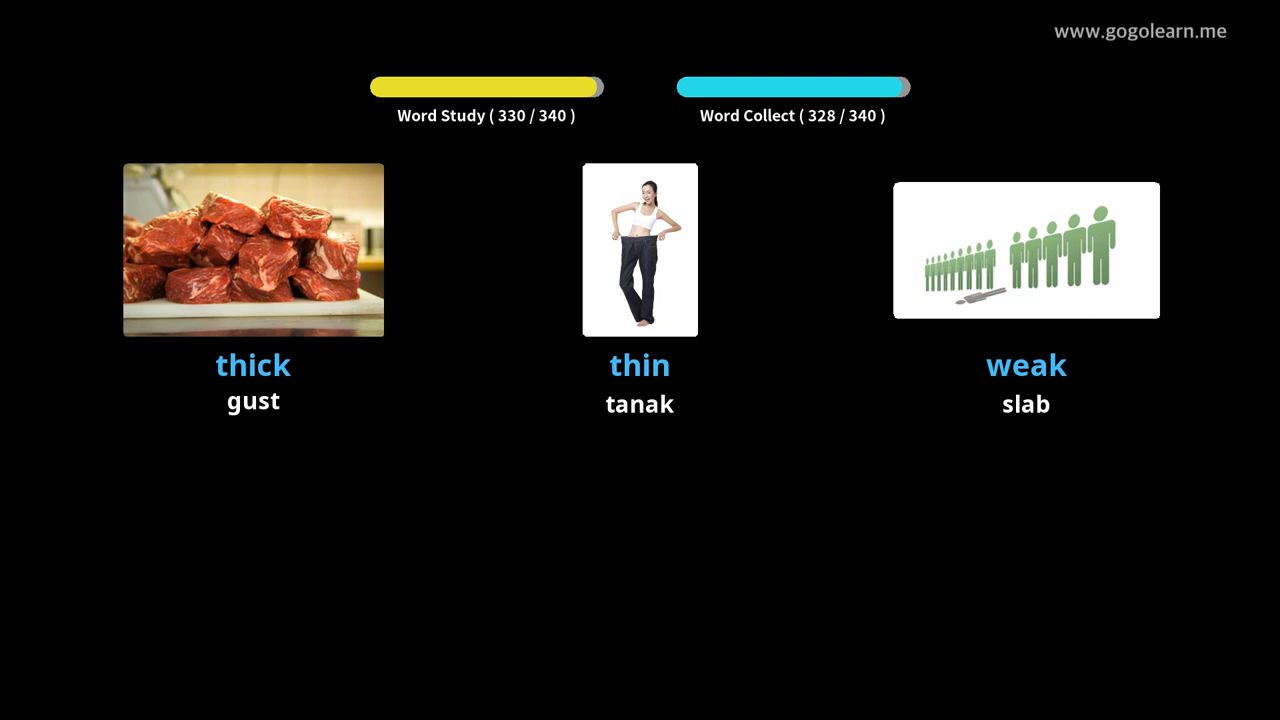 www.gogolearn.me
Word Study ( 330 / 340 )
Word Collect ( 328 / 340 )
thick
gust
thin
tanak
weak
slab